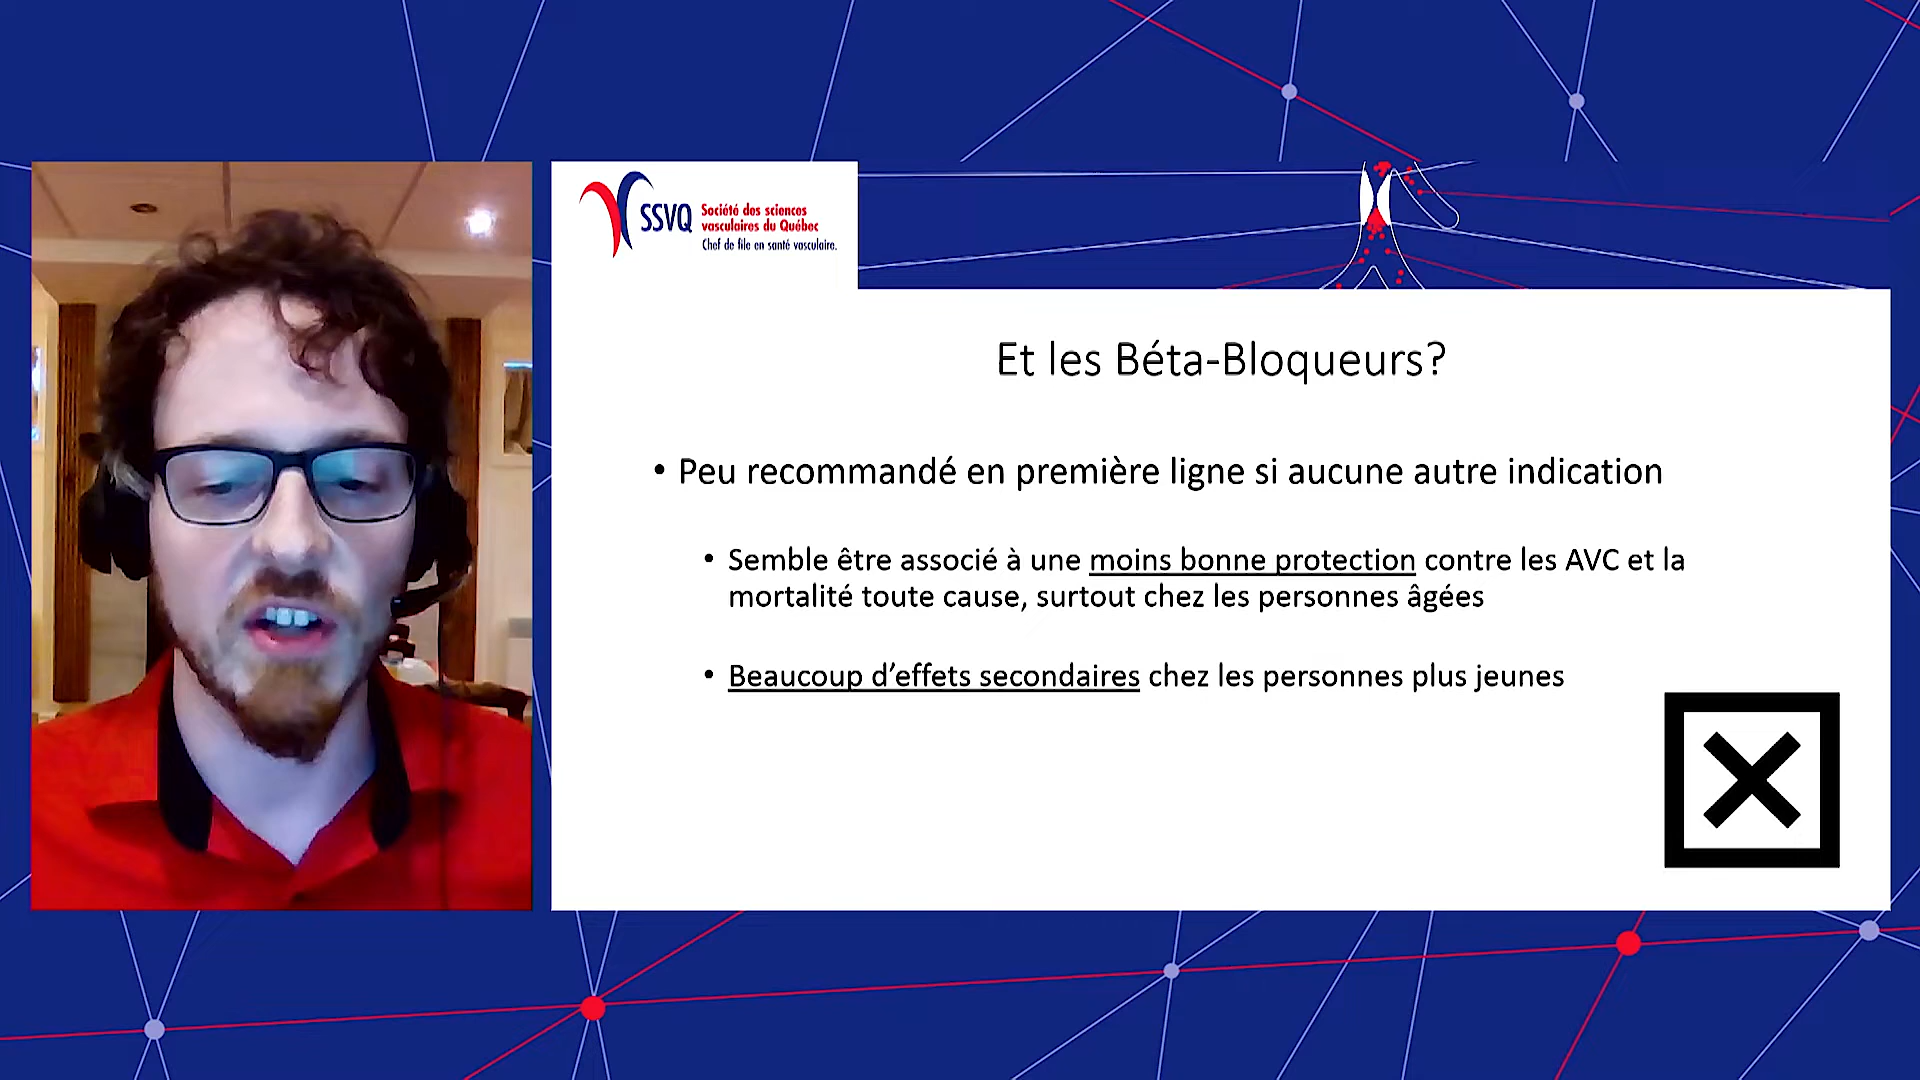 SSVQ
Société des sciences
vasculaires du Québec
Chef de file en santé vasculaire.
Et les Béta-Bloqueurs?
• Peu recommandé en première ligne si aucune autre indication
• Semble être associé à une moins bonne protection contre les AVC et la
mortalité toute cause, surtout chez les personnes âgées
• Beaucoup d'effets secondaires chez les personnes plus jeunes